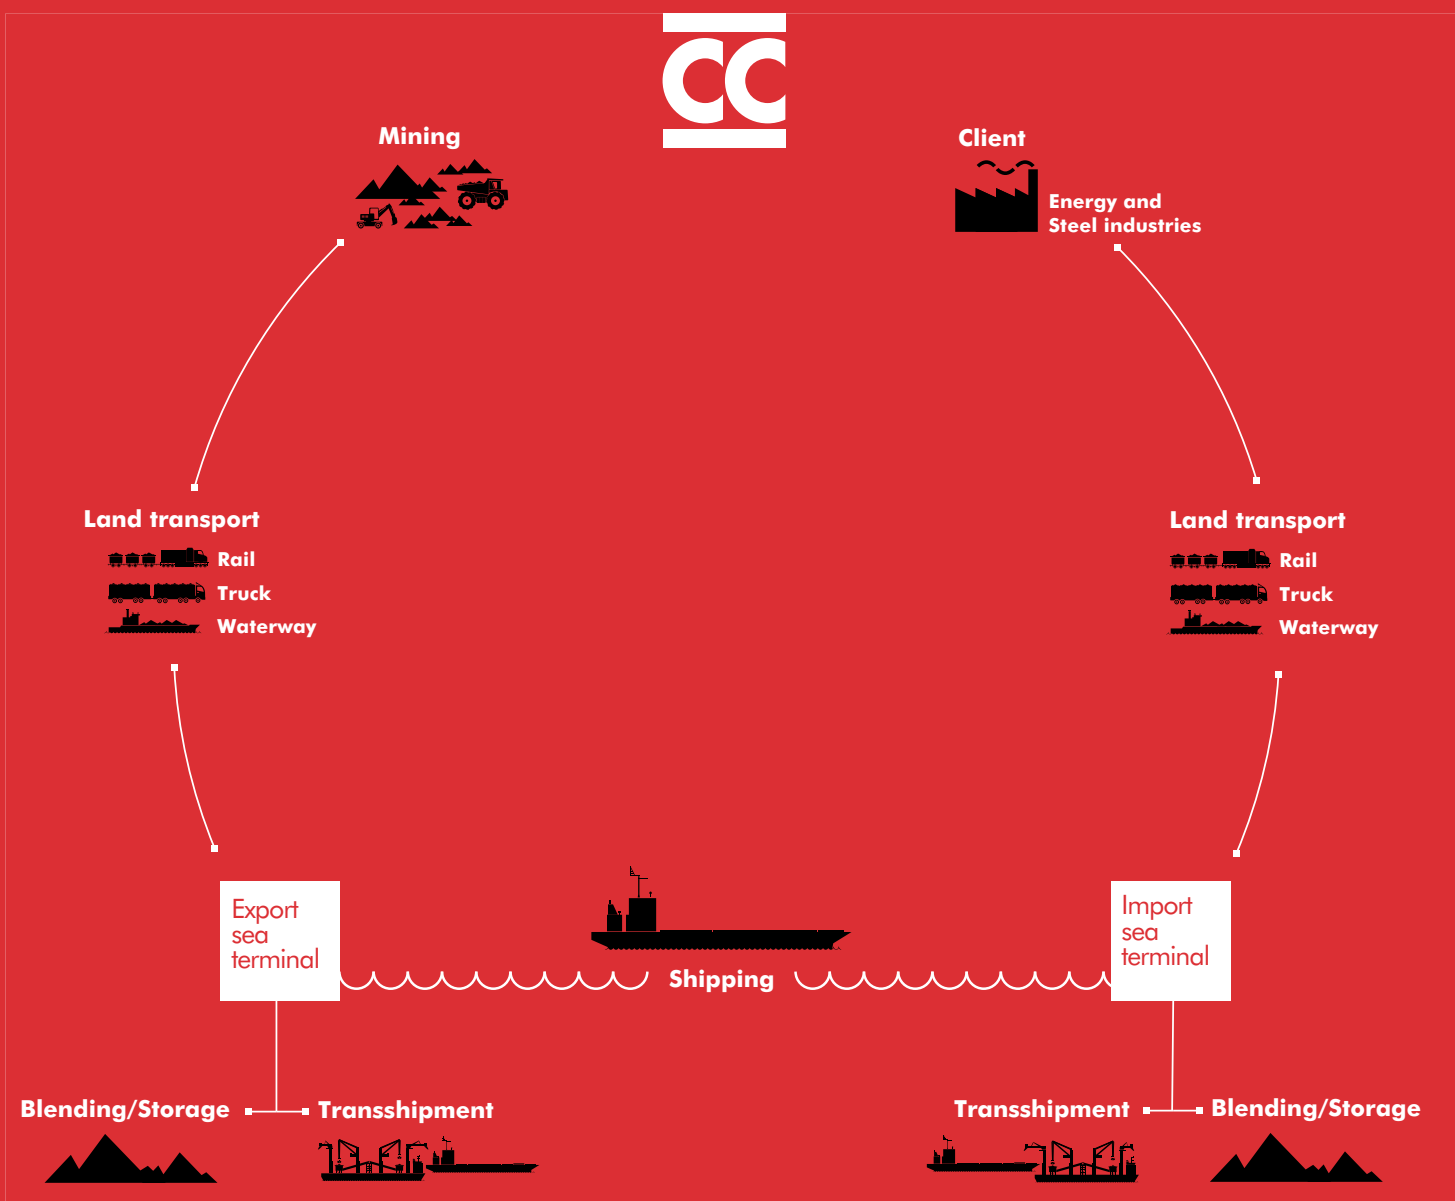 CC
Mining
Client
Energy and
Steel industries
Land transport
Rail
Truck
Waterway
Land transport
Rail
Truck
Waterway
Export
sea
terminal
Shipping
Import
sea
terminal
Blending/Storage
Transshipment
Transshipment
Blending/Storage